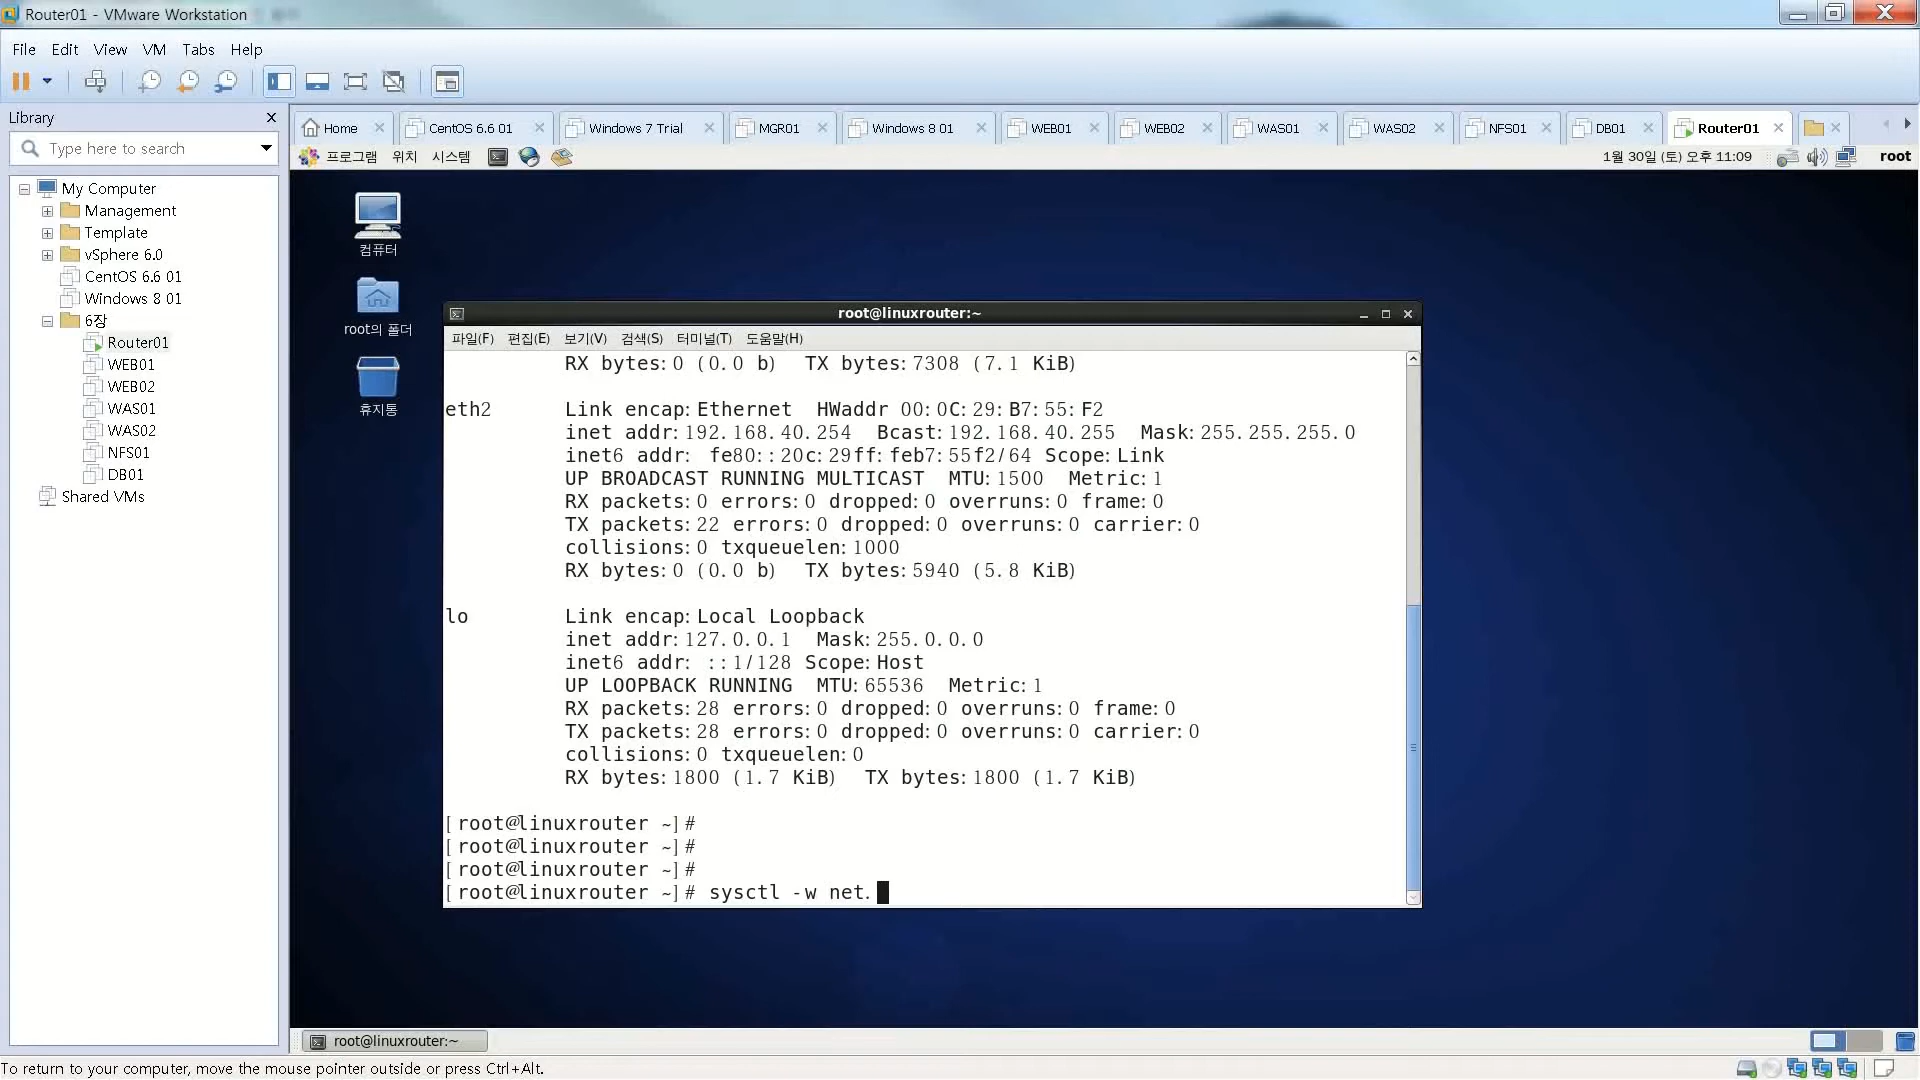 Router01 - VMware Workstation
File Edit View VM Tabs Help
Library
Type here to search
My Computer
Management
Template
vSphere 6.0
CentOS 6.6 01
Windows 8 01
6장
Router01
WEB01
WEB02
WAS01
WAS02
NFS01
DB01
Shared VMs
Home CentOS 6.6 01 Windows 7 Trial MGR01 Windows 8 01 WEB01 WEB02 WAS01 WAS02 NFS01 DB01 Router01
프로그램 위치 시스템 1월 30일 (토) 오후 11:09 root
컴퓨터
root의 폴더
휴지통
root@linuxrouter:~
파일(F) 편집(E) 보기(V) 검색(S) 터미널(T) 도움말(H)
RX bytes:0 (0.0 b) TX bytes:7308 (7.1 KiB)
eth2 Link encap:Ethernet HWaddr 00:0C:29:B7:55:F2
inet addr:192.168.40.254 Bcast:192.168.40.255 Mask:255.255.255.0
inet6 addr: fe80::20c:29ff:feb7:55f2/64 Scope:Link
UP BROADCAST RUNNING MULTICAST MTU:1500 Metric:1
RX packets:0 errors:0 dropped:0 overruns:0 frame:0
TX packets:22 errors:0 dropped:0 overruns:0 carrier:0
collisions:0 txqueuelen:1000
RX bytes:0 (0.0 b) TX bytes:5940 (5.8 KiB)
lo Link encap:Local Loopback
inet addr:127.0.0.1 Mask:255.0.0.0
inet6 addr: ::1/128 Scope:Host
UP LOOPBACK RUNNING MTU:65536 Metric:1
RX packets:28 errors:0 dropped:0 overruns:0 frame:0
TX packets:28 errors:0 dropped:0 overruns:0 carrier:0
collisions:0 txqueuelen:0
RX bytes:1800 (1.7 KiB) TX bytes:1800 (1.7 KiB)
[root@linuxrouter ~]#
[root@linuxrouter ~]#
[root@linuxrouter ~]#
[root@linuxrouter ~]# sysctl -w net.
root@linuxrouter:~
To return to your computer, move the mouse pointer outside or press Ctrl+Alt.